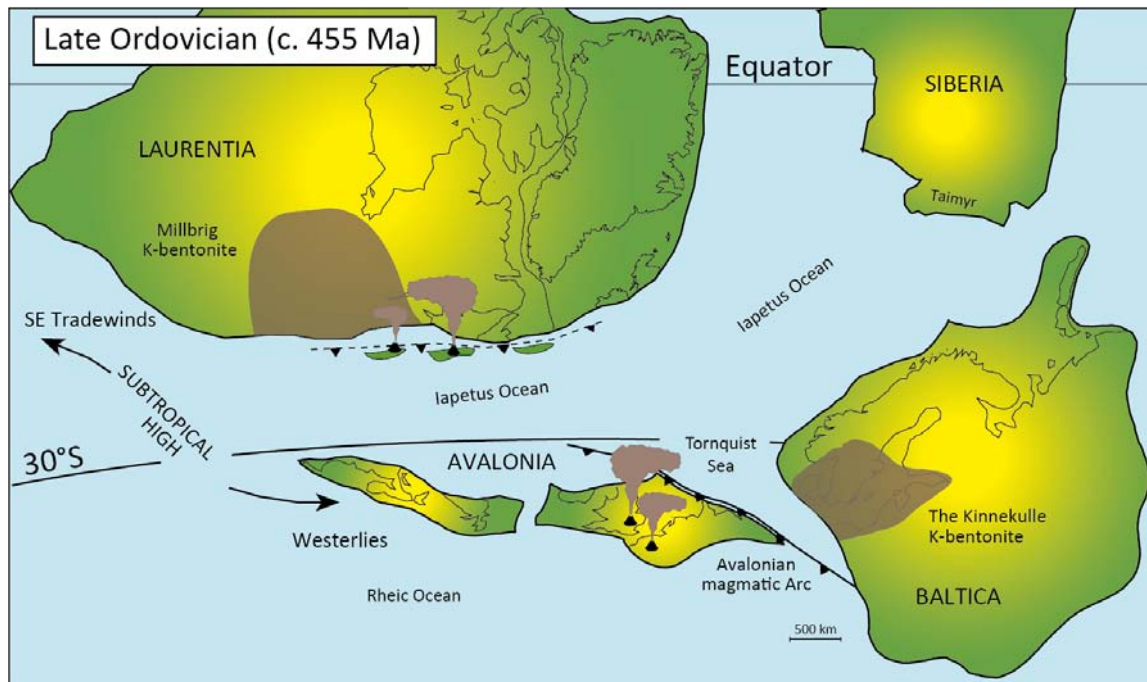 Late Ordovician (c. 455 Ma)
Equator
SIBERIA
LAURENTIA
Taimyr
Millbrig
K-bentonite
Iapetus Ocean
SE Tradewinds
SUBTROPICAL
HIGH
Iapetus Ocean
30°S
AVALONIA
Tornquist
Sea
The Kinnekulle
K-bentonite
Westerlies
Avalonian
magmatic Arc
Rheic Ocean
BALTICA
500 km